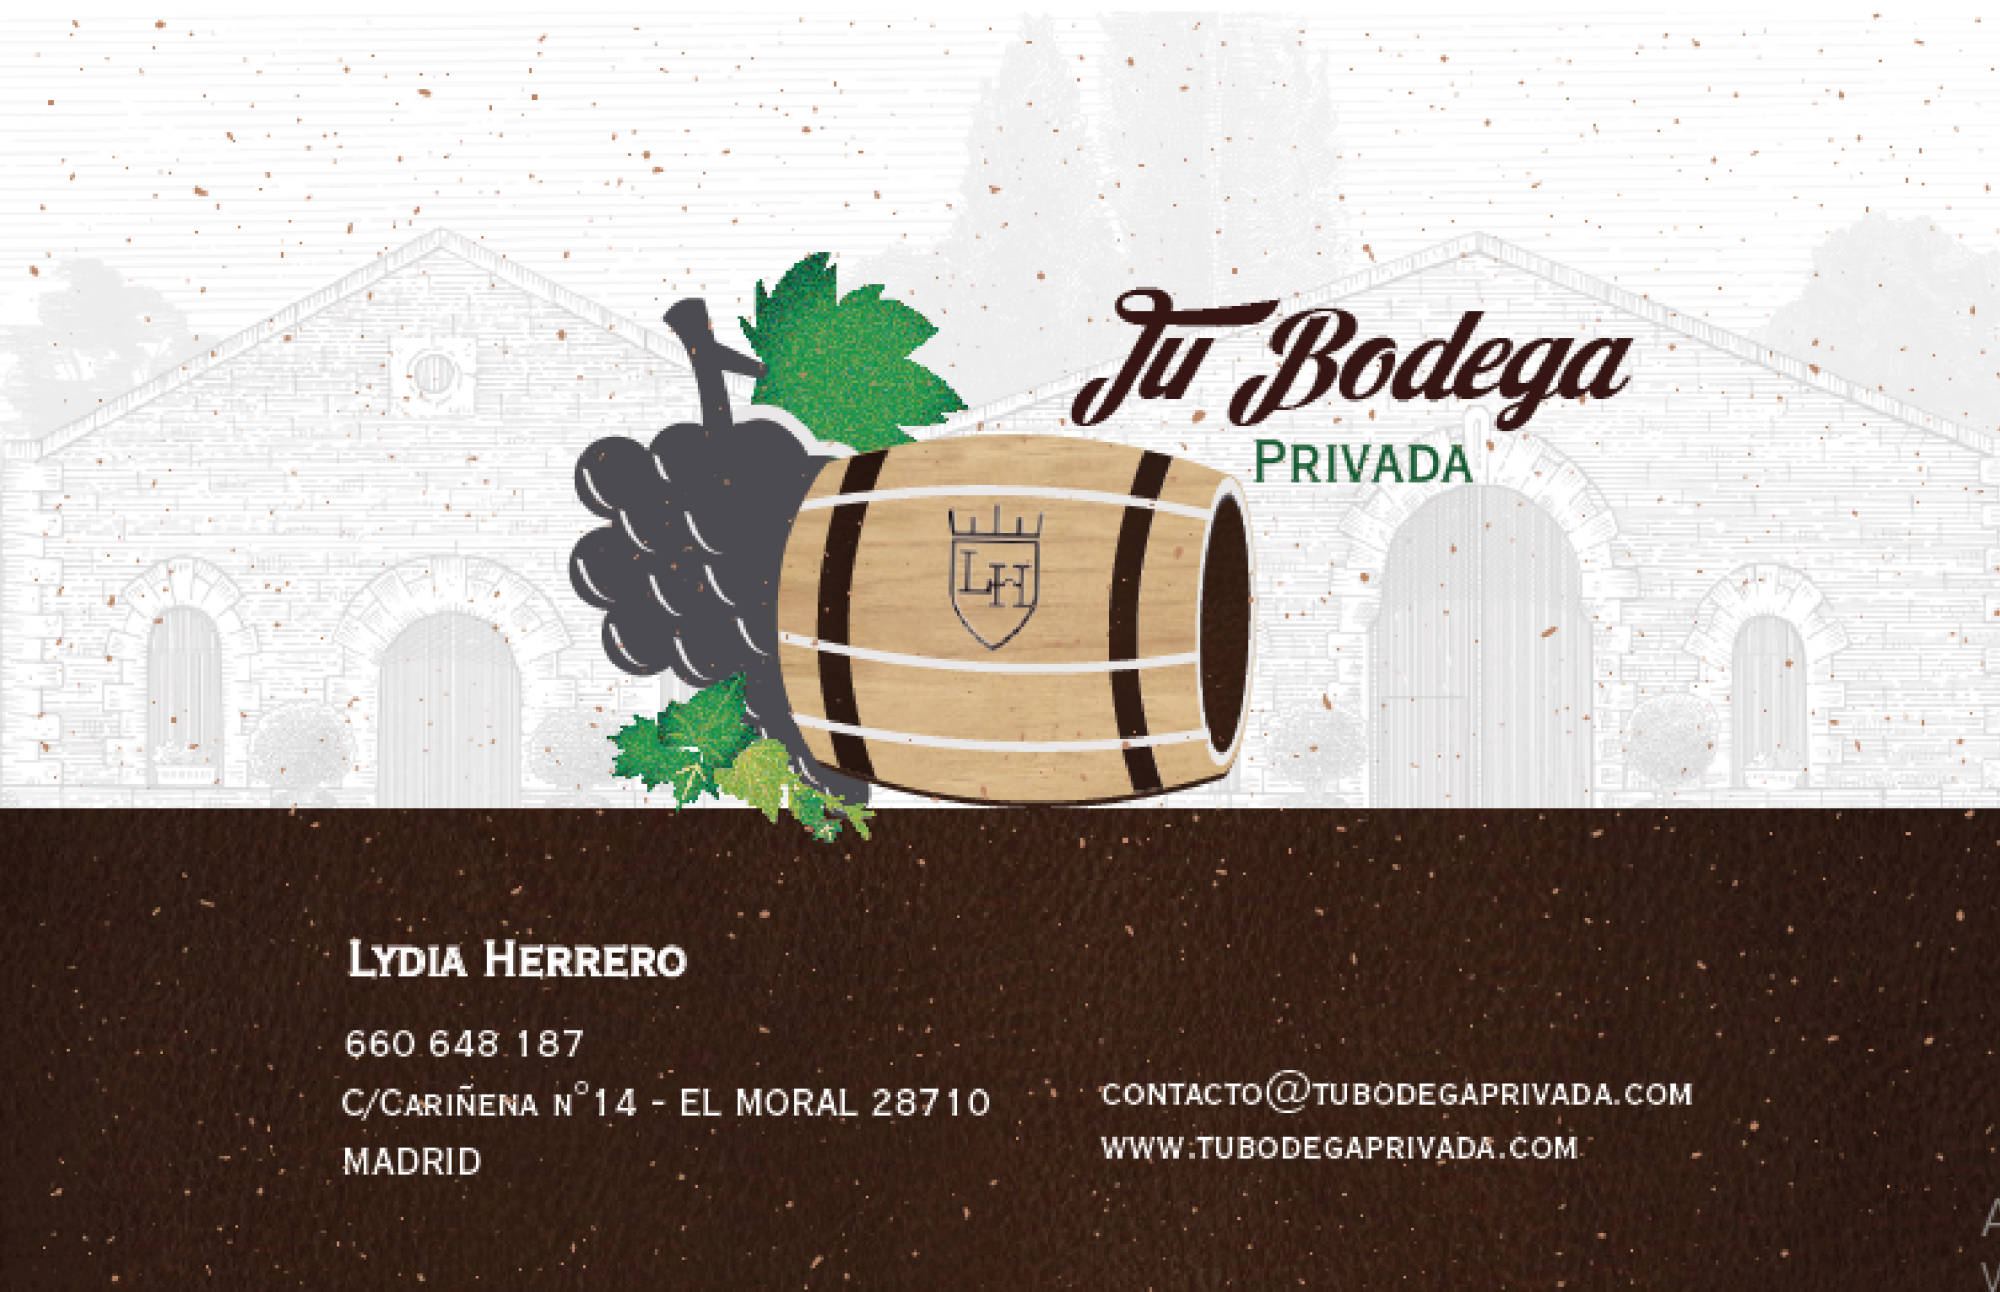 Tu Bodega
PRIVADA
LH
LYDIA HERRERO
660 648 187
C/CARIÑENA N°14 - EL MORAL 28710
MADRID
CONTACTO@TUBODEGAPRIVADA.COM
WWW.TUBODEGAPRIVADA.COM